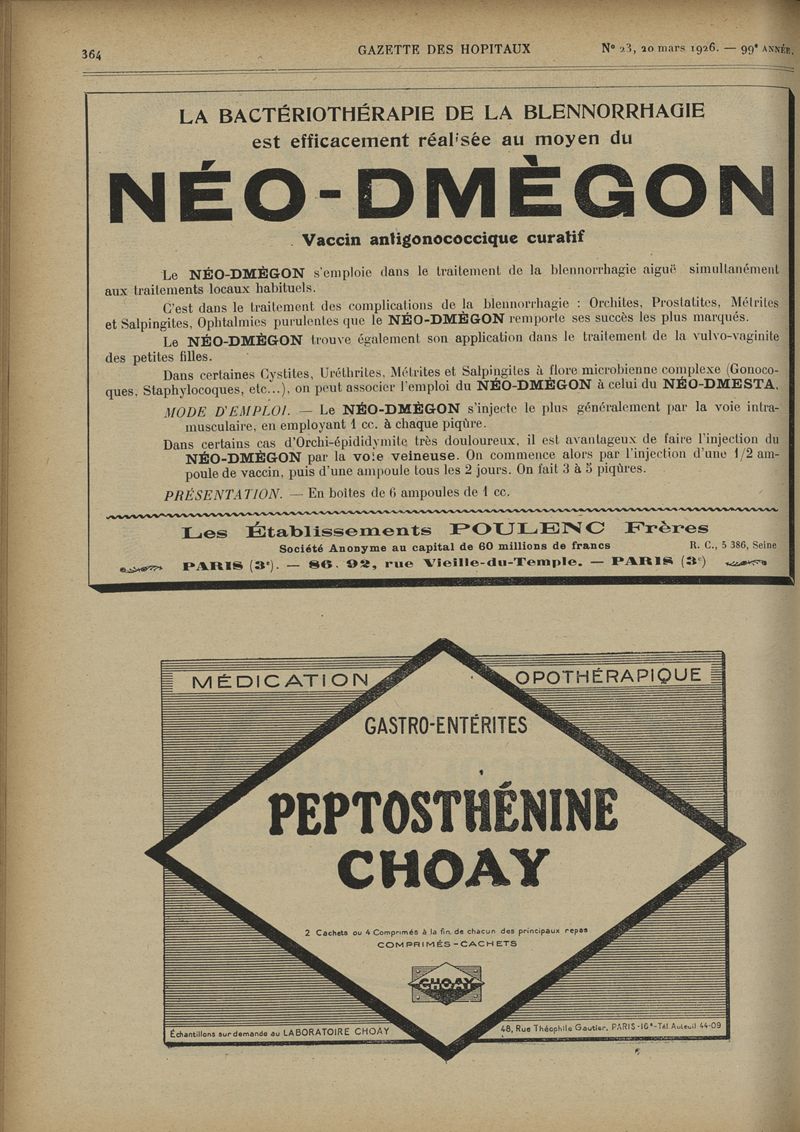 364
GAZETTE DES HOPITAUX
N° 23, 20 mars 1926. — 99e ANNÉE.
LA BACTÉRIOTHÉRAPIE DE LA BLENNORRHAGIE
est efficacement réalisée au moyen du
NÉO-DMÈGON
Vaccin antigonococcique curatif
Le NÉO-DMÈGON s'emploie dans le traitement de la blennorrhagie aiguë simultanément
aux traitements locaux habituels.
C'est dans le traitement des complications de la blennorrhagie : Orchites, Prostatites, Métrites
et Salpingites, Ophtalmies purulentes que le NÉO-DMÈGON remporte ses succès les plus marqués.
Le NÉO-DMÈGON trouve également son application dans le traitement de la vulvo-vaginite
des petites filles.
Dans certaines Cystites, Uréthrites, Métrites et Salpingites à flore microbienne complexe (Gonoco-
ques, Staphylocoques, etc...), on peut associer l'emploi du NÉO-DMÈGON à celui du NÉO-DMESTA,
MODE D'EMPLOI. — Le NÉO-DMÈGON s'injecte le plus généralement par la voie intra-
musculaire, en employant 1 cc. à chaque piqûre.
Dans certains cas d'Orchi-épididymite très douloureux, il est avantageux de faire l'injection du
NÉO-DMÈGON par la voie veineuse. On commence alors par l'injection d'une 1/2 am-
poule de vaccin, puis d'une ampoule tous les 2 jours. On fait 3 à 5 piqûres.
PRÉSENTATION. — En boîtes de 6 ampoules de 1 cc.
Les Établissements POULENC Frères
Société Anonyme au capital de 60 millions de francs
R. C., 5 386, Seine
PARIS (3e). — 86, 92, rue Vieille-du-Temple. — PARIS (3e)
MÉDICATION OPOTHÉRAPIQUE
GASTRO-ENTÉRITES
PEPTOSTHÉNINE
CHOAY
2 Cachets ou 4 Comprimés à la fin de chacun des principaux repas
COMPRIMÉS - CACHETS
CHOAY
Échantillons sur demande au LABORATOIRE CHOAY
48, Rue Théophile Gautier, PARIS-16e - Tél. Auteuil 44-09